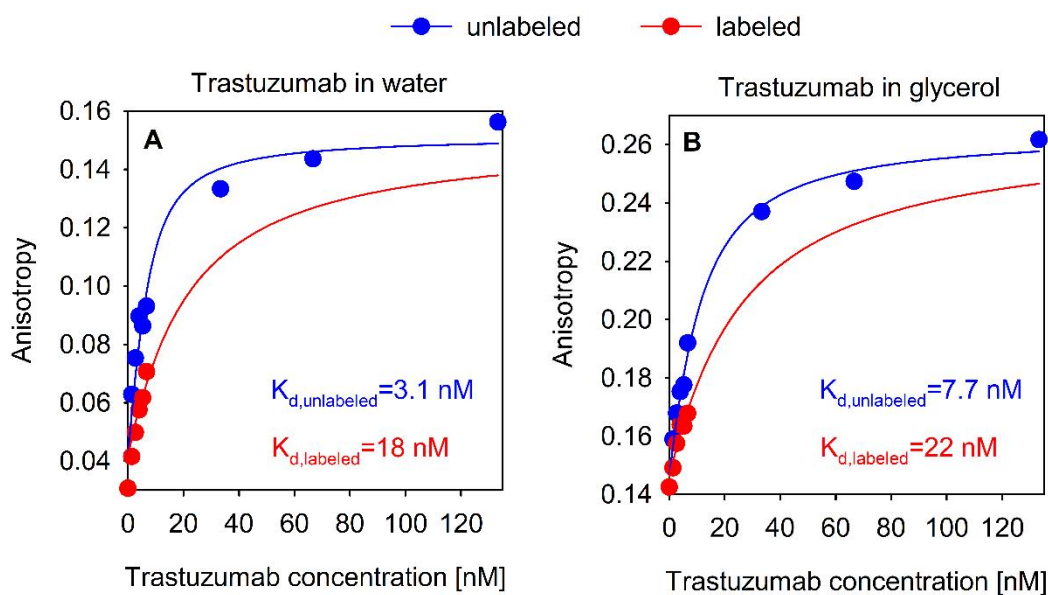 unlabeled labeled
Trastuzumab in water
A
0.16
0.14
0.12
0.10
0.08
0.06
0.04
Anisotropy
K_d,unlabeled=3.1 nM
K_d,labeled=18 nM
0 20 40 60 80 100 120
Trastuzumab concentration [nM]
Trastuzumab in glycerol
B
0.26
0.24
0.22
0.20
0.18
0.16
0.14
Anisotropy
K_d,unlabeled=7.7 nM
K_d,labeled=22 nM
0 20 40 60 80 100 120
Trastuzumab concentration [nM]